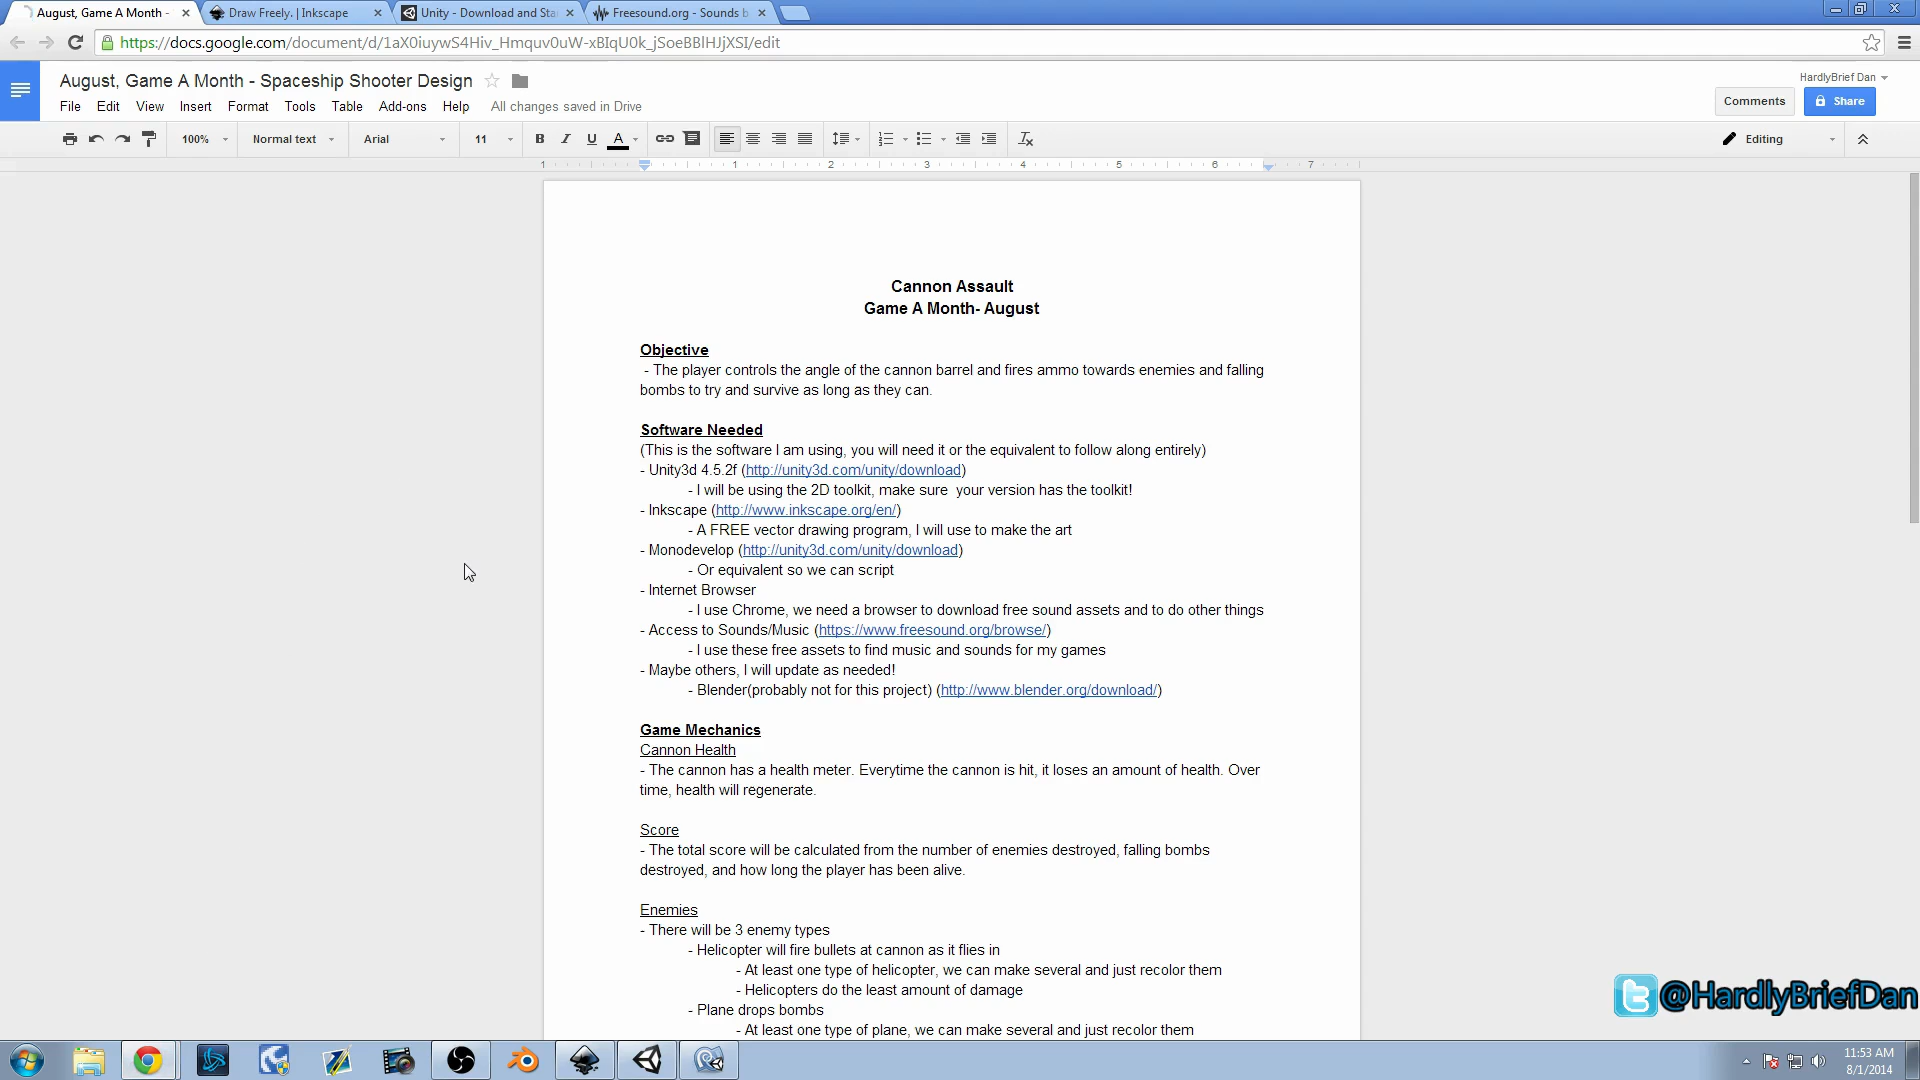 August, Game A Month -
Draw Freely. | Inkscape
Unity - Download and Sta
Freesound.org - Sounds b
https://docs.google.com/document/d/1aX0iuywS4Hiv_Hmquv0uW-xBIqU0k_jSoeBBlHJjXSI/edit
August, Game A Month - Spaceship Shooter Design
HardlyBrief Dan
File Edit View Insert Format Tools Table Add-ons Help All changes saved in Drive
Comments
Share
100% Normal text Arial 11 B I U A Editing
1 1 2 3 4 5 6 7
Cannon Assault
Game A Month- August
Objective
- The player controls the angle of the cannon barrel and fires ammo towards enemies and falling
bombs to try and survive as long as they can.
Software Needed
(This is the software I am using, you will need it or the equivalent to follow along entirely)
- Unity3d 4.5.2f (http://unity3d.com/unity/download)
- I will be using the 2D toolkit, make sure  your version has the toolkit!
- Inkscape (http://www.inkscape.org/en/)
- A FREE vector drawing program, I will use to make the art
- Monodevelop (http://unity3d.com/unity/download)
- Or equivalent so we can script
- Internet Browser
- I use Chrome, we need a browser to download free sound assets and to do other things
- Access to Sounds/Music (https://www.freesound.org/browse/)
- I use these free assets to find music and sounds for my games
- Maybe others, I will update as needed!
- Blender(probably not for this project) (http://www.blender.org/download/)
Game Mechanics
Cannon Health
- The cannon has a health meter. Everytime the cannon is hit, it loses an amount of health. Over
time, health will regenerate.
Score
- The total score will be calculated from the number of enemies destroyed, falling bombs
destroyed, and how long the player has been alive.
Enemies
- There will be 3 enemy types
- Helicopter will fire bullets at cannon as it flies in
- At least one type of helicopter, we can make several and just recolor them
- Helicopters do the least amount of damage
- Plane drops bombs
- At least one type of plane, we can make several and just recolor them
@HardlyBriefDan
11:53 AM
8/1/2014